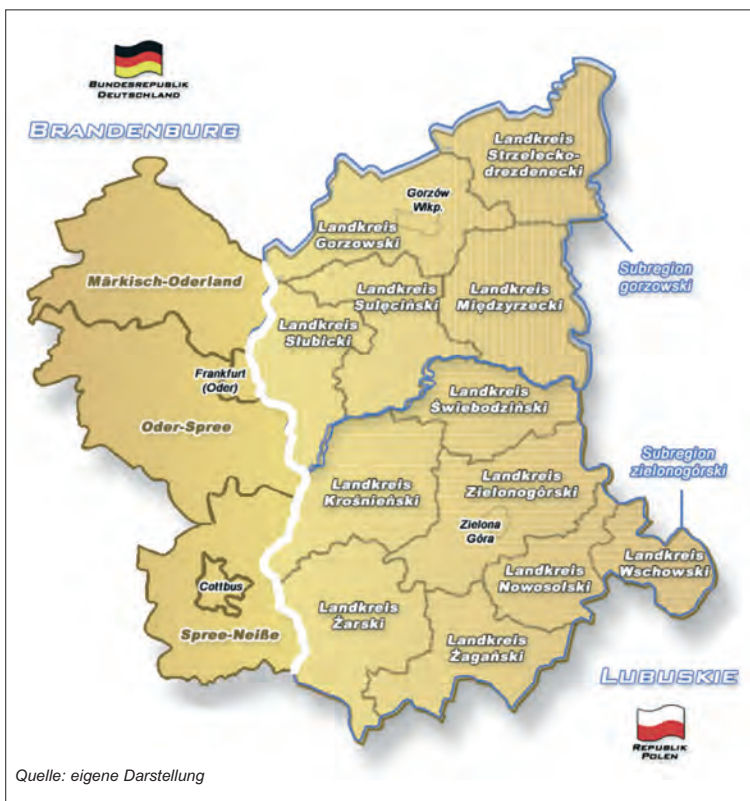 BUNDESREPUBLIK
DEUTSCHLAND
BRANDENBURG
Landkreis
Strzelecko-
drezdenecki
Gorzów
Wlkp.
Landkreis
Gorzowski
Subregion
gorzowski
Märkisch-Oderland
Landkreis
Sulęciński
Landkreis
Międzyrzecki
Landkreis
Słubicki
Frankfurt
(Oder)
Landkreis
Świebodziński
Oder-Spree
Subregion
zielonogórski
Landkreis
Krośnieński
Landkreis
Zielonogórski
Zielona
Góra
Landkreis
Wschowski
Landkreis
Nowosolski
Cottbus
Landkreis
Żarski
Spree-Neiße
Landkreis
Żagański
LUBUSKIE
REPUBLIK
POLEN
Quelle: eigene Darstellung